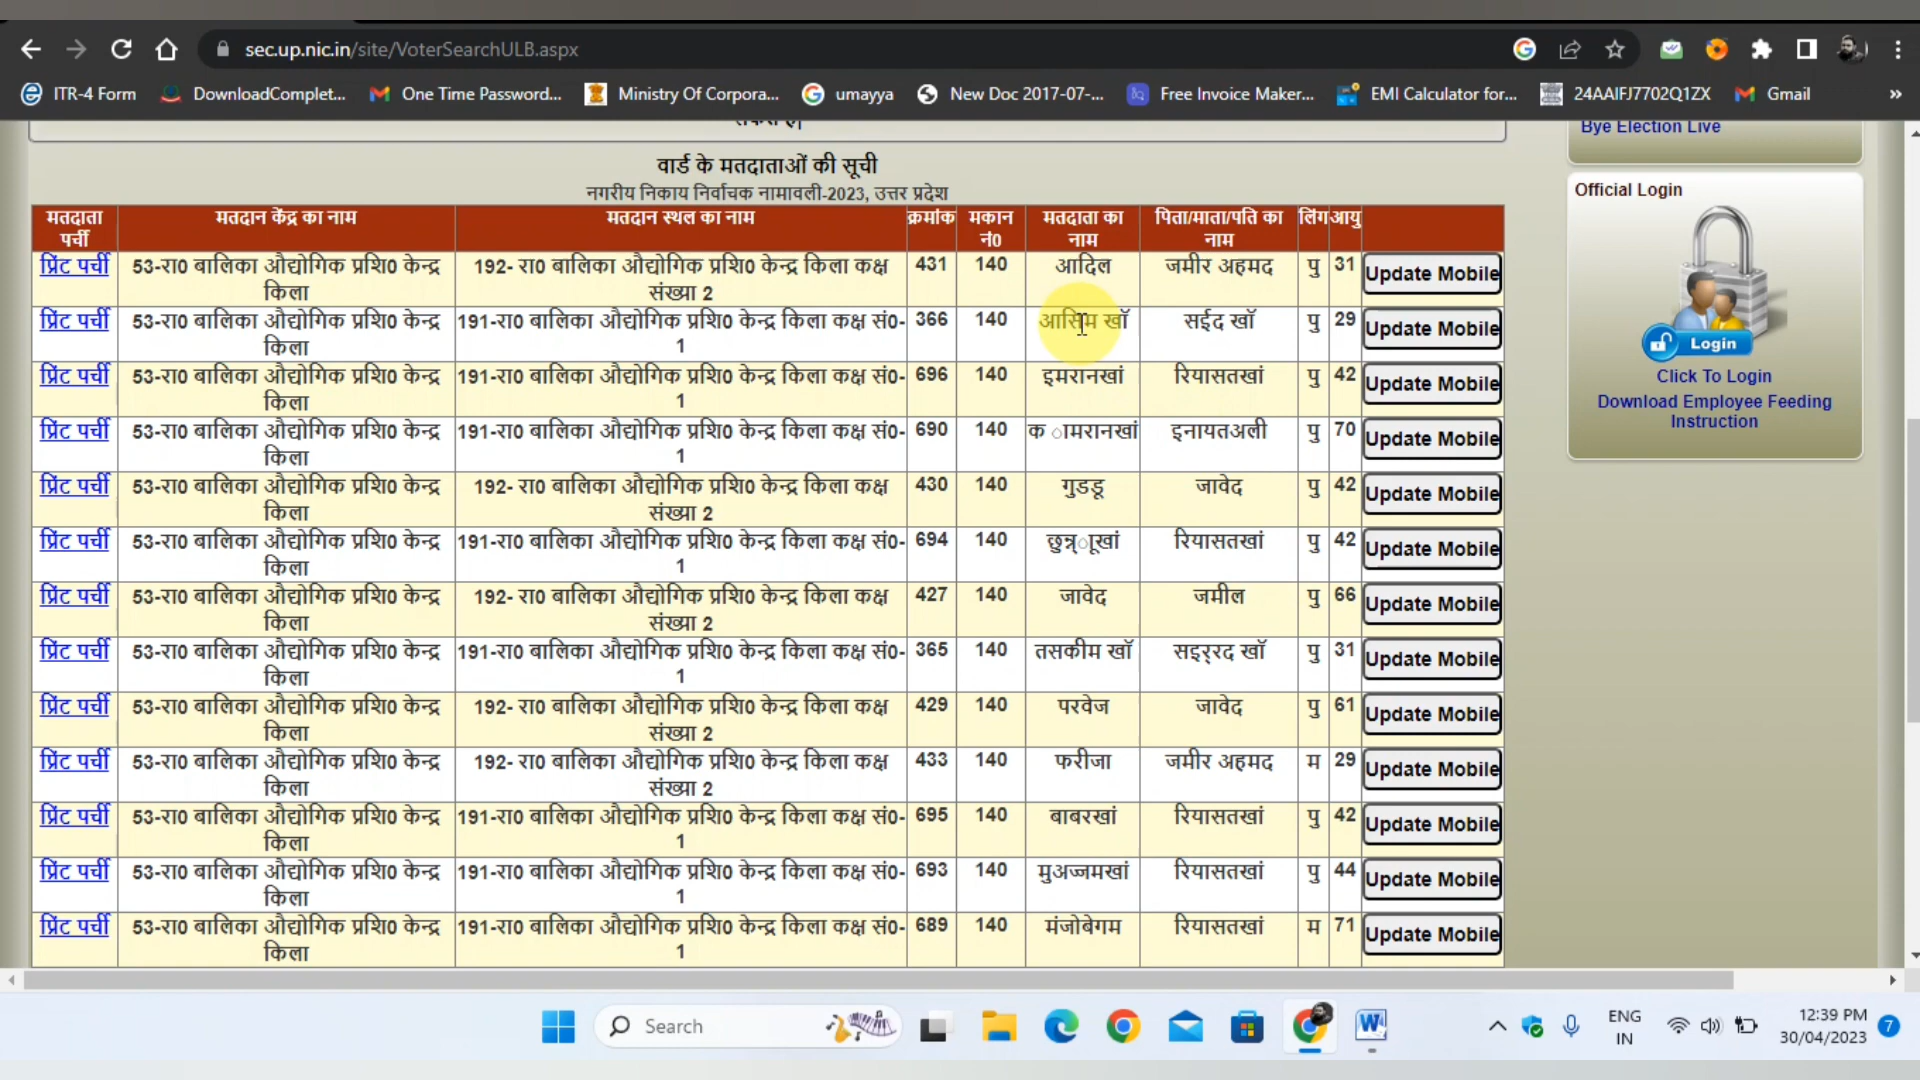 sec.up.nic.in/site/VoterSearchULB.aspx
ITR-4 Form DownloadComplet... One Time Password... Ministry Of Corpora... umayya New Doc 2017-07-... Free Invoice Maker... EMI Calculator for... 24AAIFJ7702Q1ZX Gmail »
Bye Election Live
वार्ड के मतदाताओं की सूची
नगरीय निकाय निर्वाचक नामावली-2023, उत्तर प्रदेश
मतदाता पर्ची मतदान केंद्र का नाम मतदान स्थल का नाम क्रमांक मकान नं0 मतदाता का नाम पिता/माता/पति का नाम लिंग आयु
प्रिंट पर्ची 53-रा0 बालिका औद्योगिक प्रशि0 केन्द्र किला 192- रा0 बालिका औद्योगिक प्रशि0 केन्द्र किला कक्ष संख्या 2 431 140 आदिल जमीर अहमद पु 31 Update Mobile
प्रिंट पर्ची 53-रा0 बालिका औद्योगिक प्रशि0 केन्द्र किला 191-रा0 बालिका औद्योगिक प्रशि0 केन्द्र किला कक्ष सं0-1 366 140 आसिम खॉ सईद खॉ पु 29 Update Mobile
प्रिंट पर्ची 53-रा0 बालिका औद्योगिक प्रशि0 केन्द्र किला 191-रा0 बालिका औद्योगिक प्रशि0 केन्द्र किला कक्ष सं0-1 696 140 इमरानखां रियासतखां पु 42 Update Mobile
प्रिंट पर्ची 53-रा0 बालिका औद्योगिक प्रशि0 केन्द्र किला 191-रा0 बालिका औद्योगिक प्रशि0 केन्द्र किला कक्ष सं0-1 690 140 क ामरानखां इनायतअली पु 70 Update Mobile
प्रिंट पर्ची 53-रा0 बालिका औद्योगिक प्रशि0 केन्द्र किला 192- रा0 बालिका औद्योगिक प्रशि0 केन्द्र किला कक्ष संख्या 2 430 140 गुडडू जावेद पु 42 Update Mobile
प्रिंट पर्ची 53-रा0 बालिका औद्योगिक प्रशि0 केन्द्र किला 191-रा0 बालिका औद्योगिक प्रशि0 केन्द्र किला कक्ष सं0-1 694 140 रियासतखां पु 42 Update Mobile
प्रिंट पर्ची 53-रा0 बालिका औद्योगिक प्रशि0 केन्द्र किला 192- रा0 बालिका औद्योगिक प्रशि0 केन्द्र किला कक्ष संख्या 2 427 140 जावेद जमील पु 66 Update Mobile
प्रिंट पर्ची 53-रा0 बालिका औद्योगिक प्रशि0 केन्द्र किला 191-रा0 बालिका औद्योगिक प्रशि0 केन्द्र किला कक्ष सं0-1 365 140 तसकीम खॉ सइर्रद खॉ पु 31 Update Mobile
प्रिंट पर्ची 53-रा0 बालिका औद्योगिक प्रशि0 केन्द्र किला 192- रा0 बालिका औद्योगिक प्रशि0 केन्द्र किला कक्ष संख्या 2 429 140 परवेज जावेद पु 61 Update Mobile
प्रिंट पर्ची 53-रा0 बालिका औद्योगिक प्रशि0 केन्द्र किला 192- रा0 बालिका औद्योगिक प्रशि0 केन्द्र किला कक्ष संख्या 2 433 140 फरीजा जमीर अहमद म 29 Update Mobile
प्रिंट पर्ची 53-रा0 बालिका औद्योगिक प्रशि0 केन्द्र किला 191-रा0 बालिका औद्योगिक प्रशि0 केन्द्र किला कक्ष सं0-1 695 140 बाबरखां रियासतखां पु 42 Update Mobile
प्रिंट पर्ची 53-रा0 बालिका औद्योगिक प्रशि0 केन्द्र किला 191-रा0 बालिका औद्योगिक प्रशि0 केन्द्र किला कक्ष सं0-1 693 140 मुअज्जमखां रियासतखां पु 44 Update Mobile
प्रिंट पर्ची 53-रा0 बालिका औद्योगिक प्रशि0 केन्द्र किला 191-रा0 बालिका औद्योगिक प्रशि0 केन्द्र किला कक्ष सं0-1 689 140 मंजोबेगम रियासतखां म 71 Update Mobile
Official Login
Login
Click To Login
Download Employee Feeding
Instruction
Search
ENG
IN
12:39 PM
30/04/2023
7